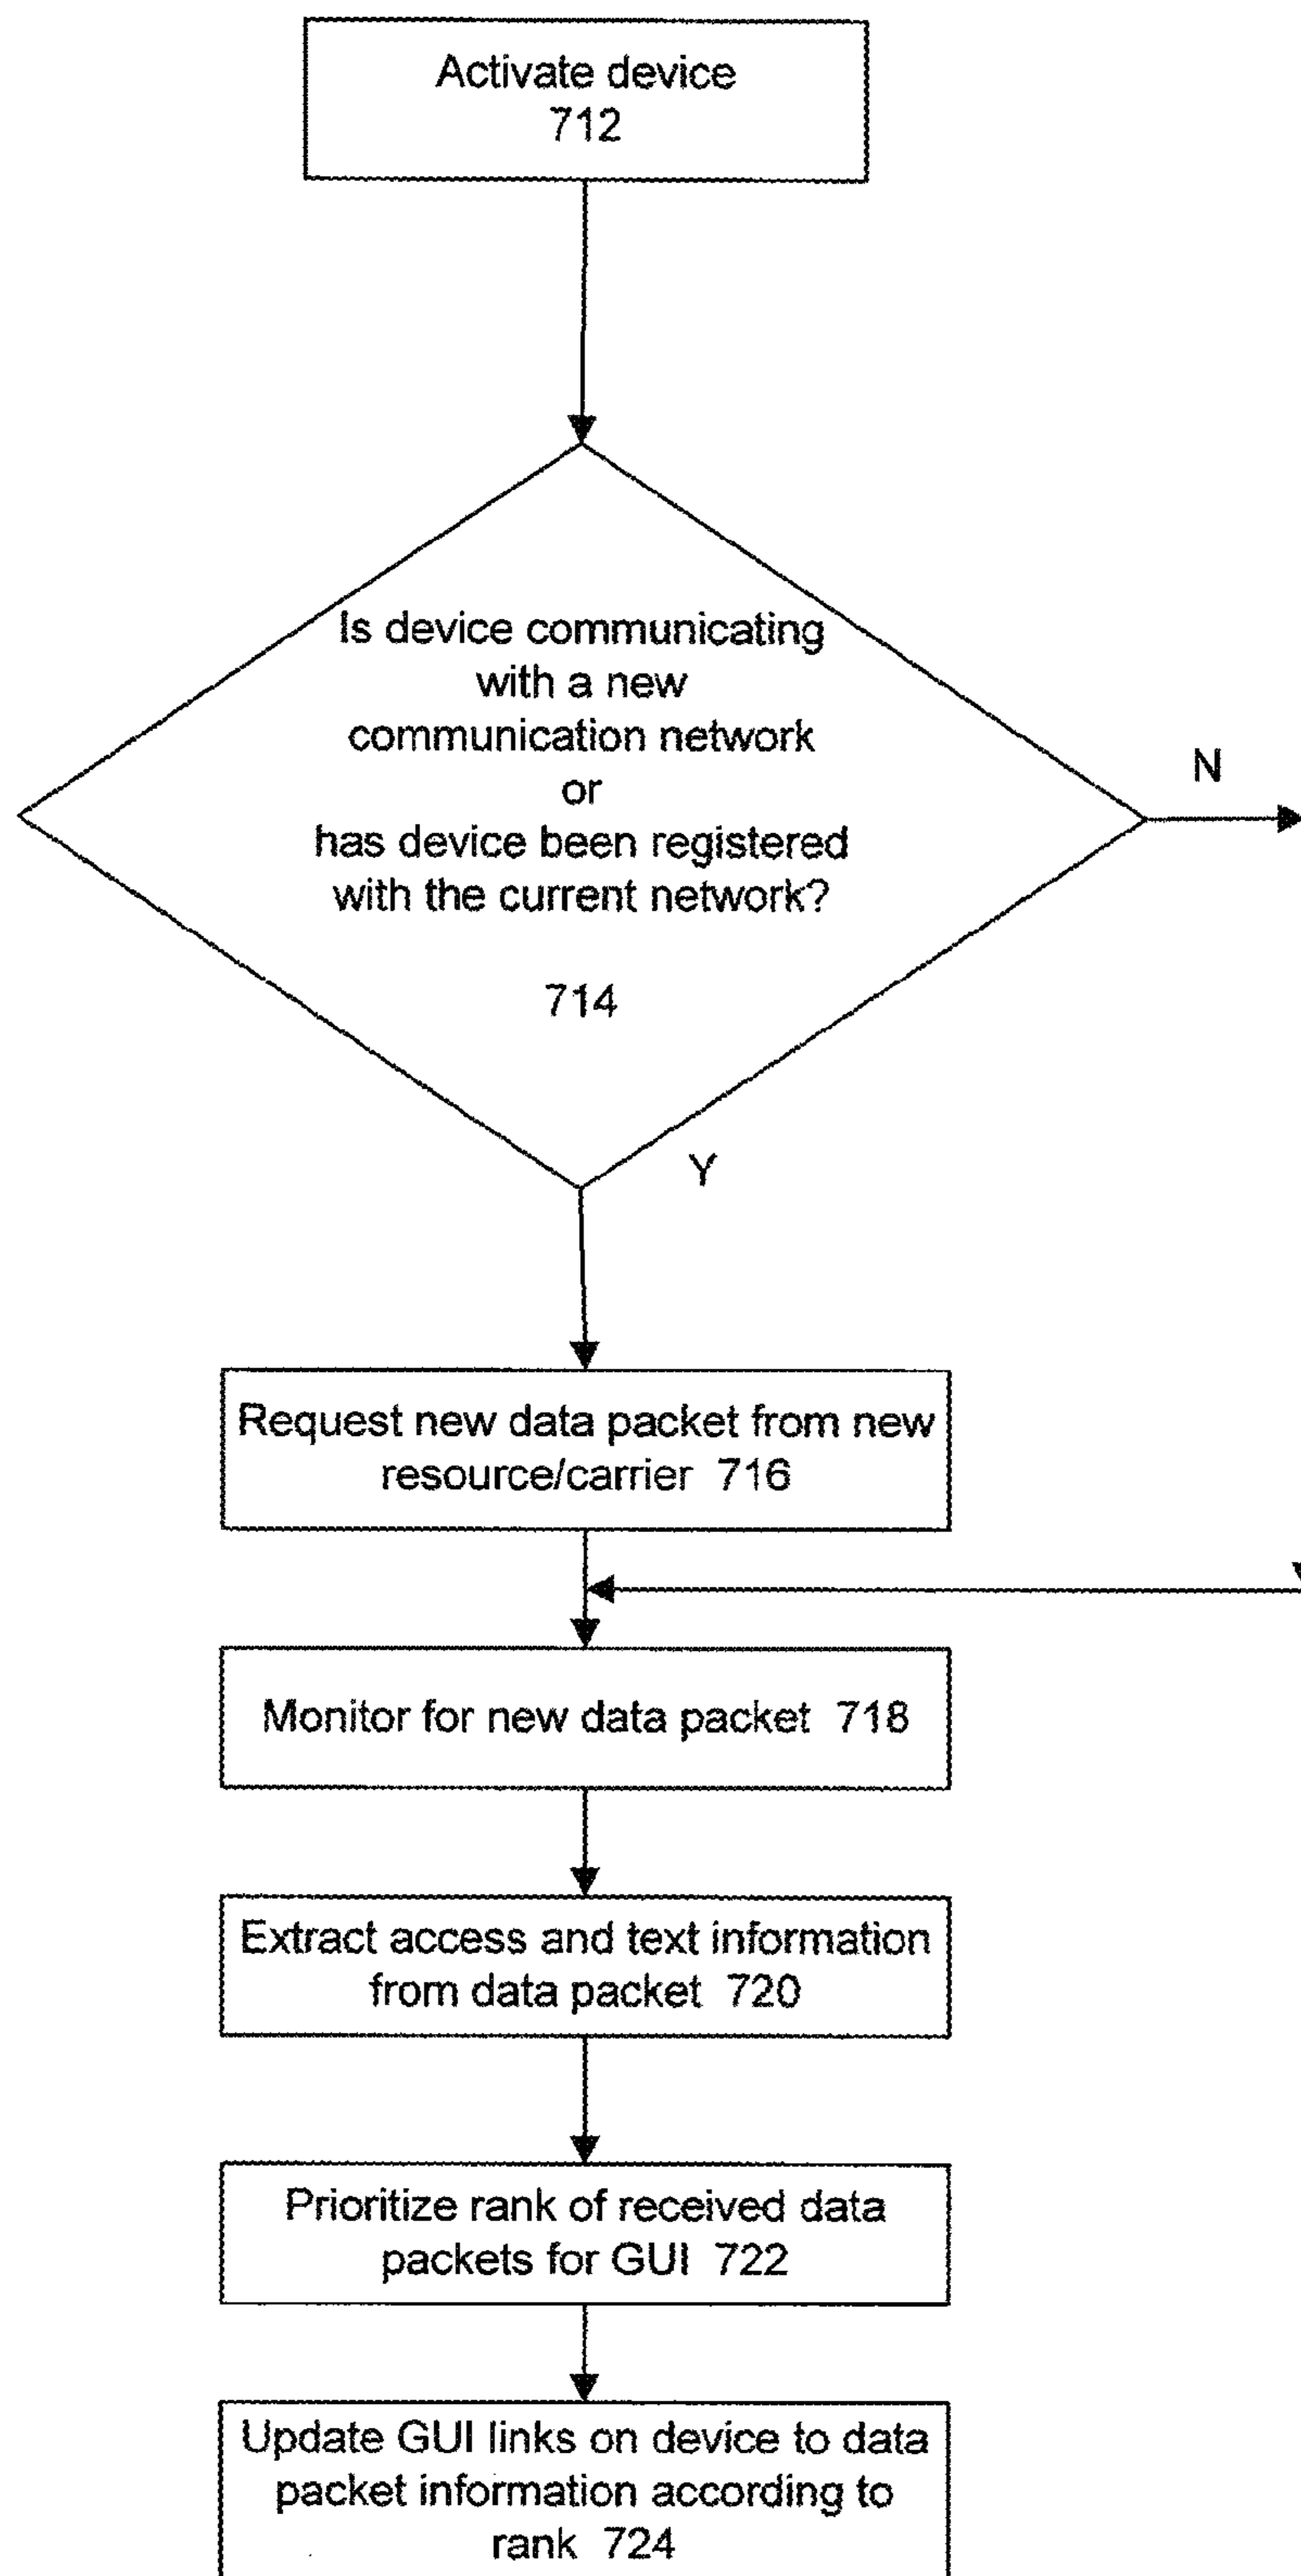 Activate device
712
Is device communicating
with a new
communication network
or
has device been registered
with the current network?
714
N
Y
Request new data packet from new
resource/carrier 716
Monitor for new data packet 718
Extract access and text information
from data packet 720
Prioritize rank of received data
packets for GUI 722
Update GUI links on device to data
packet information according to
rank 724